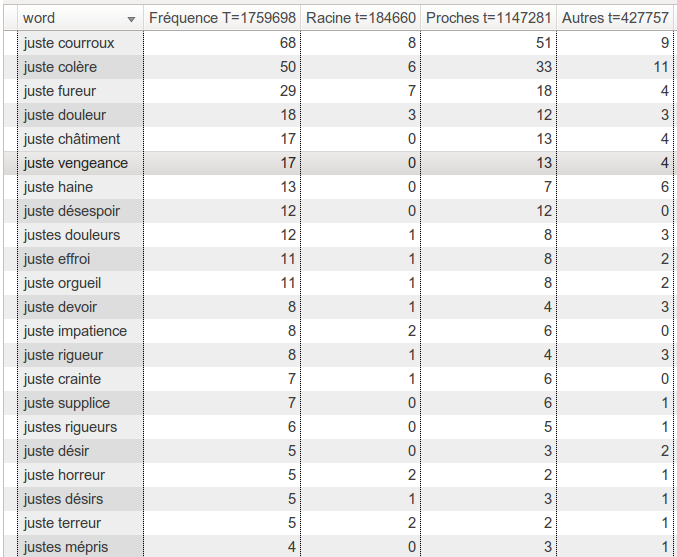 word Fréquence T=1759698 Racine t=184660 Proches t=1147281 Autres t=427757
juste courroux 68 8 51 9
juste colère 50 6 33 11
juste fureur 29 7 18 4
juste douleur 18 3 12 3
juste châtiment 17 0 13 4
juste vengeance 17 0 13 4
juste haine 13 0 7 6
juste désespoir 12 0 12 0
justes douleurs 12 1 8 3
juste effroi 11 1 8 2
juste orgueil 11 1 8 2
juste devoir 8 1 4 3
juste impatience 8 2 6 0
juste rigueur 8 1 4 3
juste crainte 7 1 6 0
juste supplice 7 0 6 1
justes rigueurs 6 0 5 1
juste désir 5 0 3 2
juste horreur 5 2 2 1
justes désirs 5 1 3 1
juste terreur 5 2 2 1
justes mépris 4 0 3 1